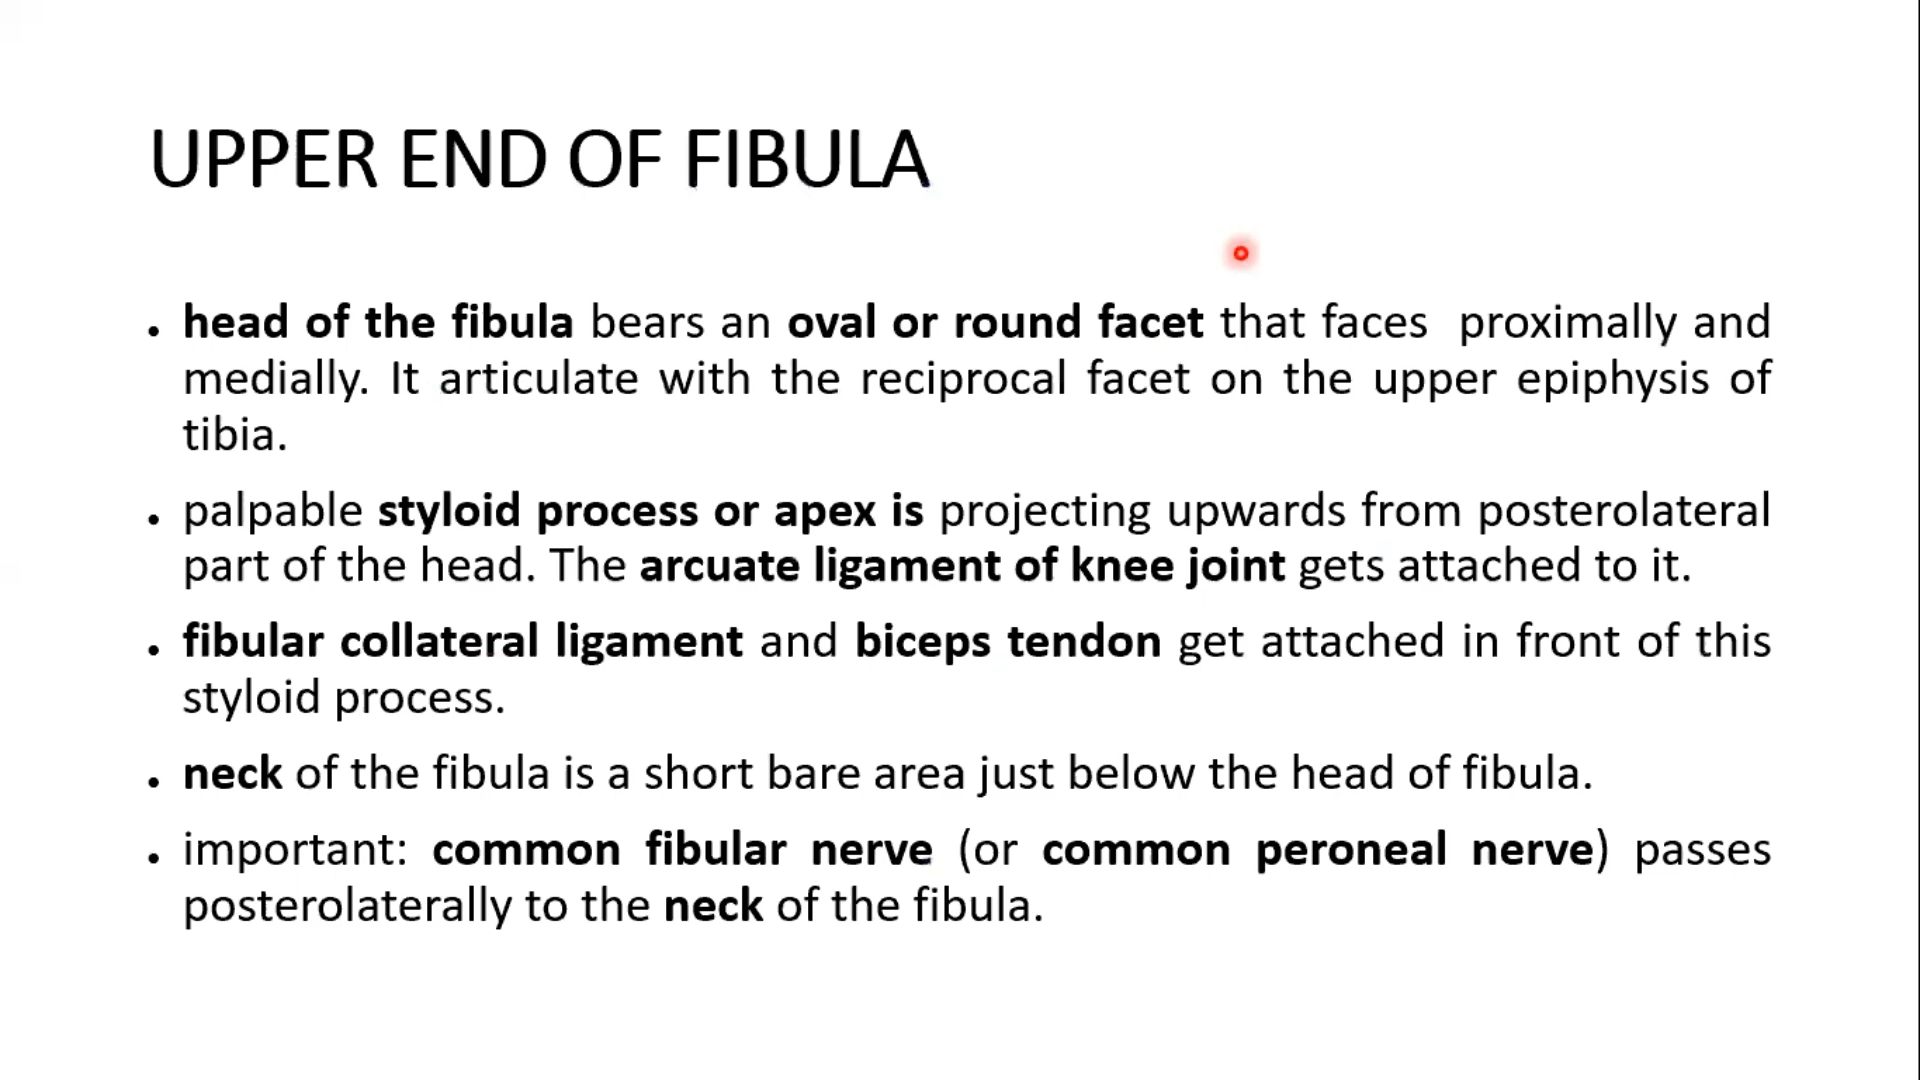 UPPER END OF FIBULA
• head of the fibula bears an oval or round facet that faces  proximally and
medially. It articulate with the reciprocal facet on the upper epiphysis of
tibia.
• palpable styloid process or apex is projecting upwards from posterolateral
part of the head. The arcuate ligament of knee joint gets attached to it.
• fibular collateral ligament and biceps tendon get attached in front of this
styloid process.
• neck of the fibula is a short bare area just below the head of fibula.
• important: common fibular nerve (or common peroneal nerve) passes
posterolaterally to the neck of the fibula.